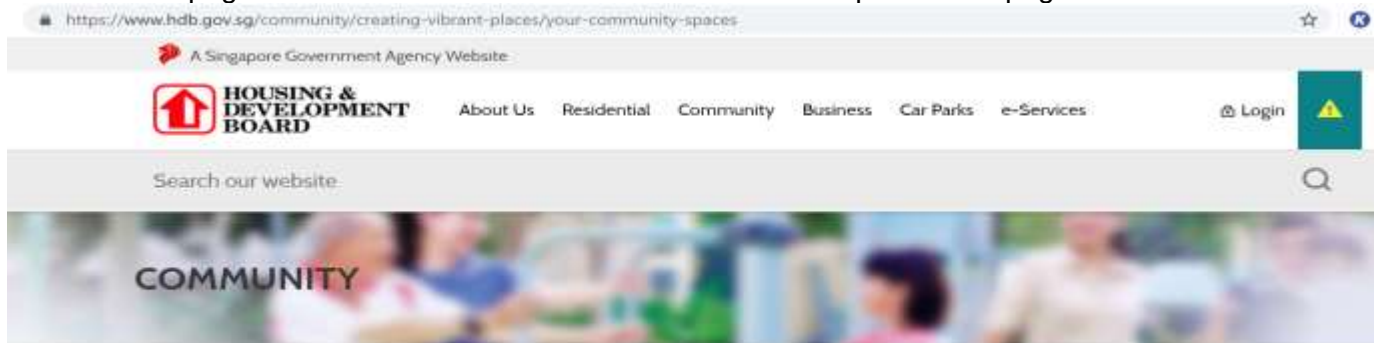 https://www.hdb.gov.sg/community/creating-vibrant-places/your-community-spaces
A Singapore Government Agency Website
HOUSING &
DEVELOPMENT
BOARD
About Us Residential Community Business Car Parks e-Services Login
Search our website
COMMUNITY